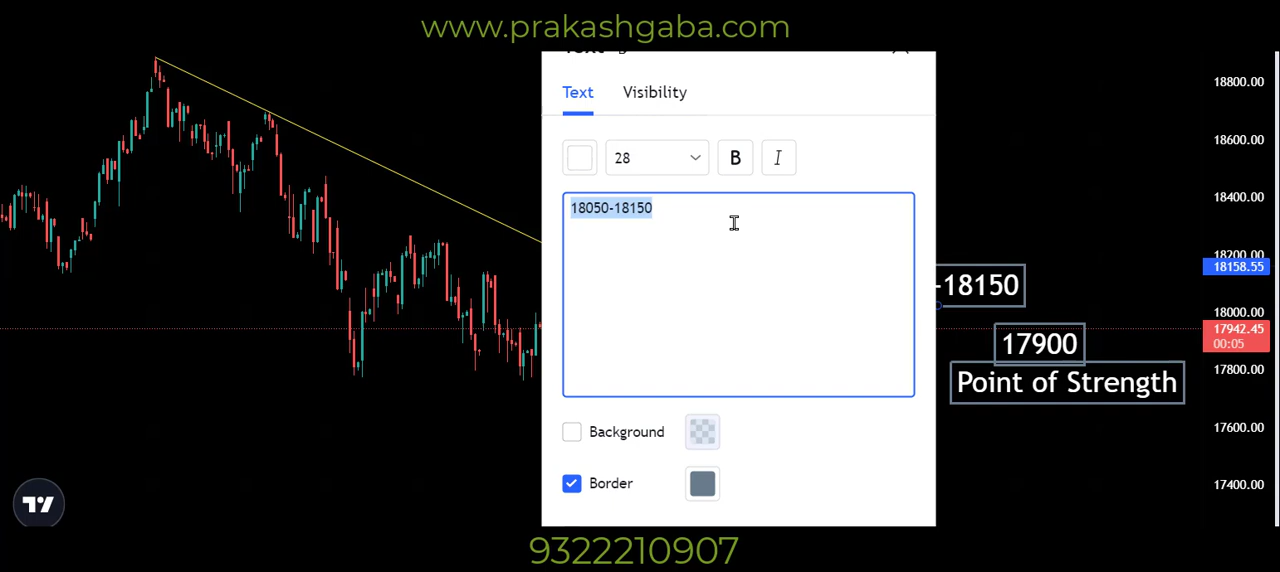 www.prakashgaba.com
Text Visibility
28 B I
18050-18150
Background
Border
-18150
17900
Point of Strength
18800.00
18600.00
18400.00
18200.00
18158.55
18000.00
17942.45
00:05
17800.00
17600.00
17400.00
9322210907